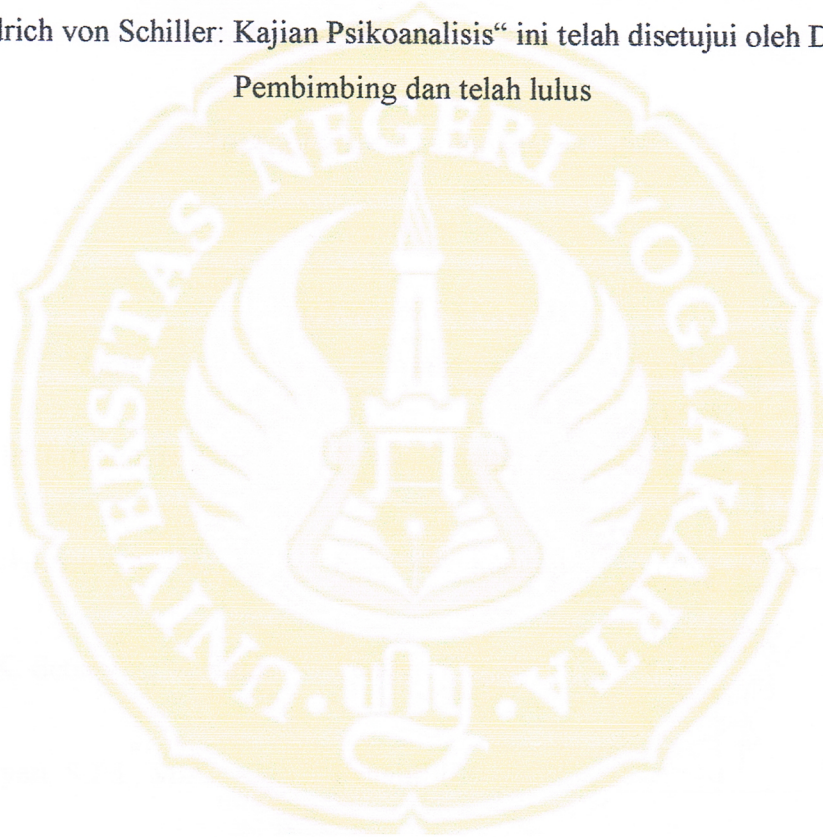 drich von Schiller: Kajian Psikoanalisis“ ini telah disetujui oleh D
Pembimbing dan telah lulus
UNIVERSITAS NEGERI YOGYAKARTA